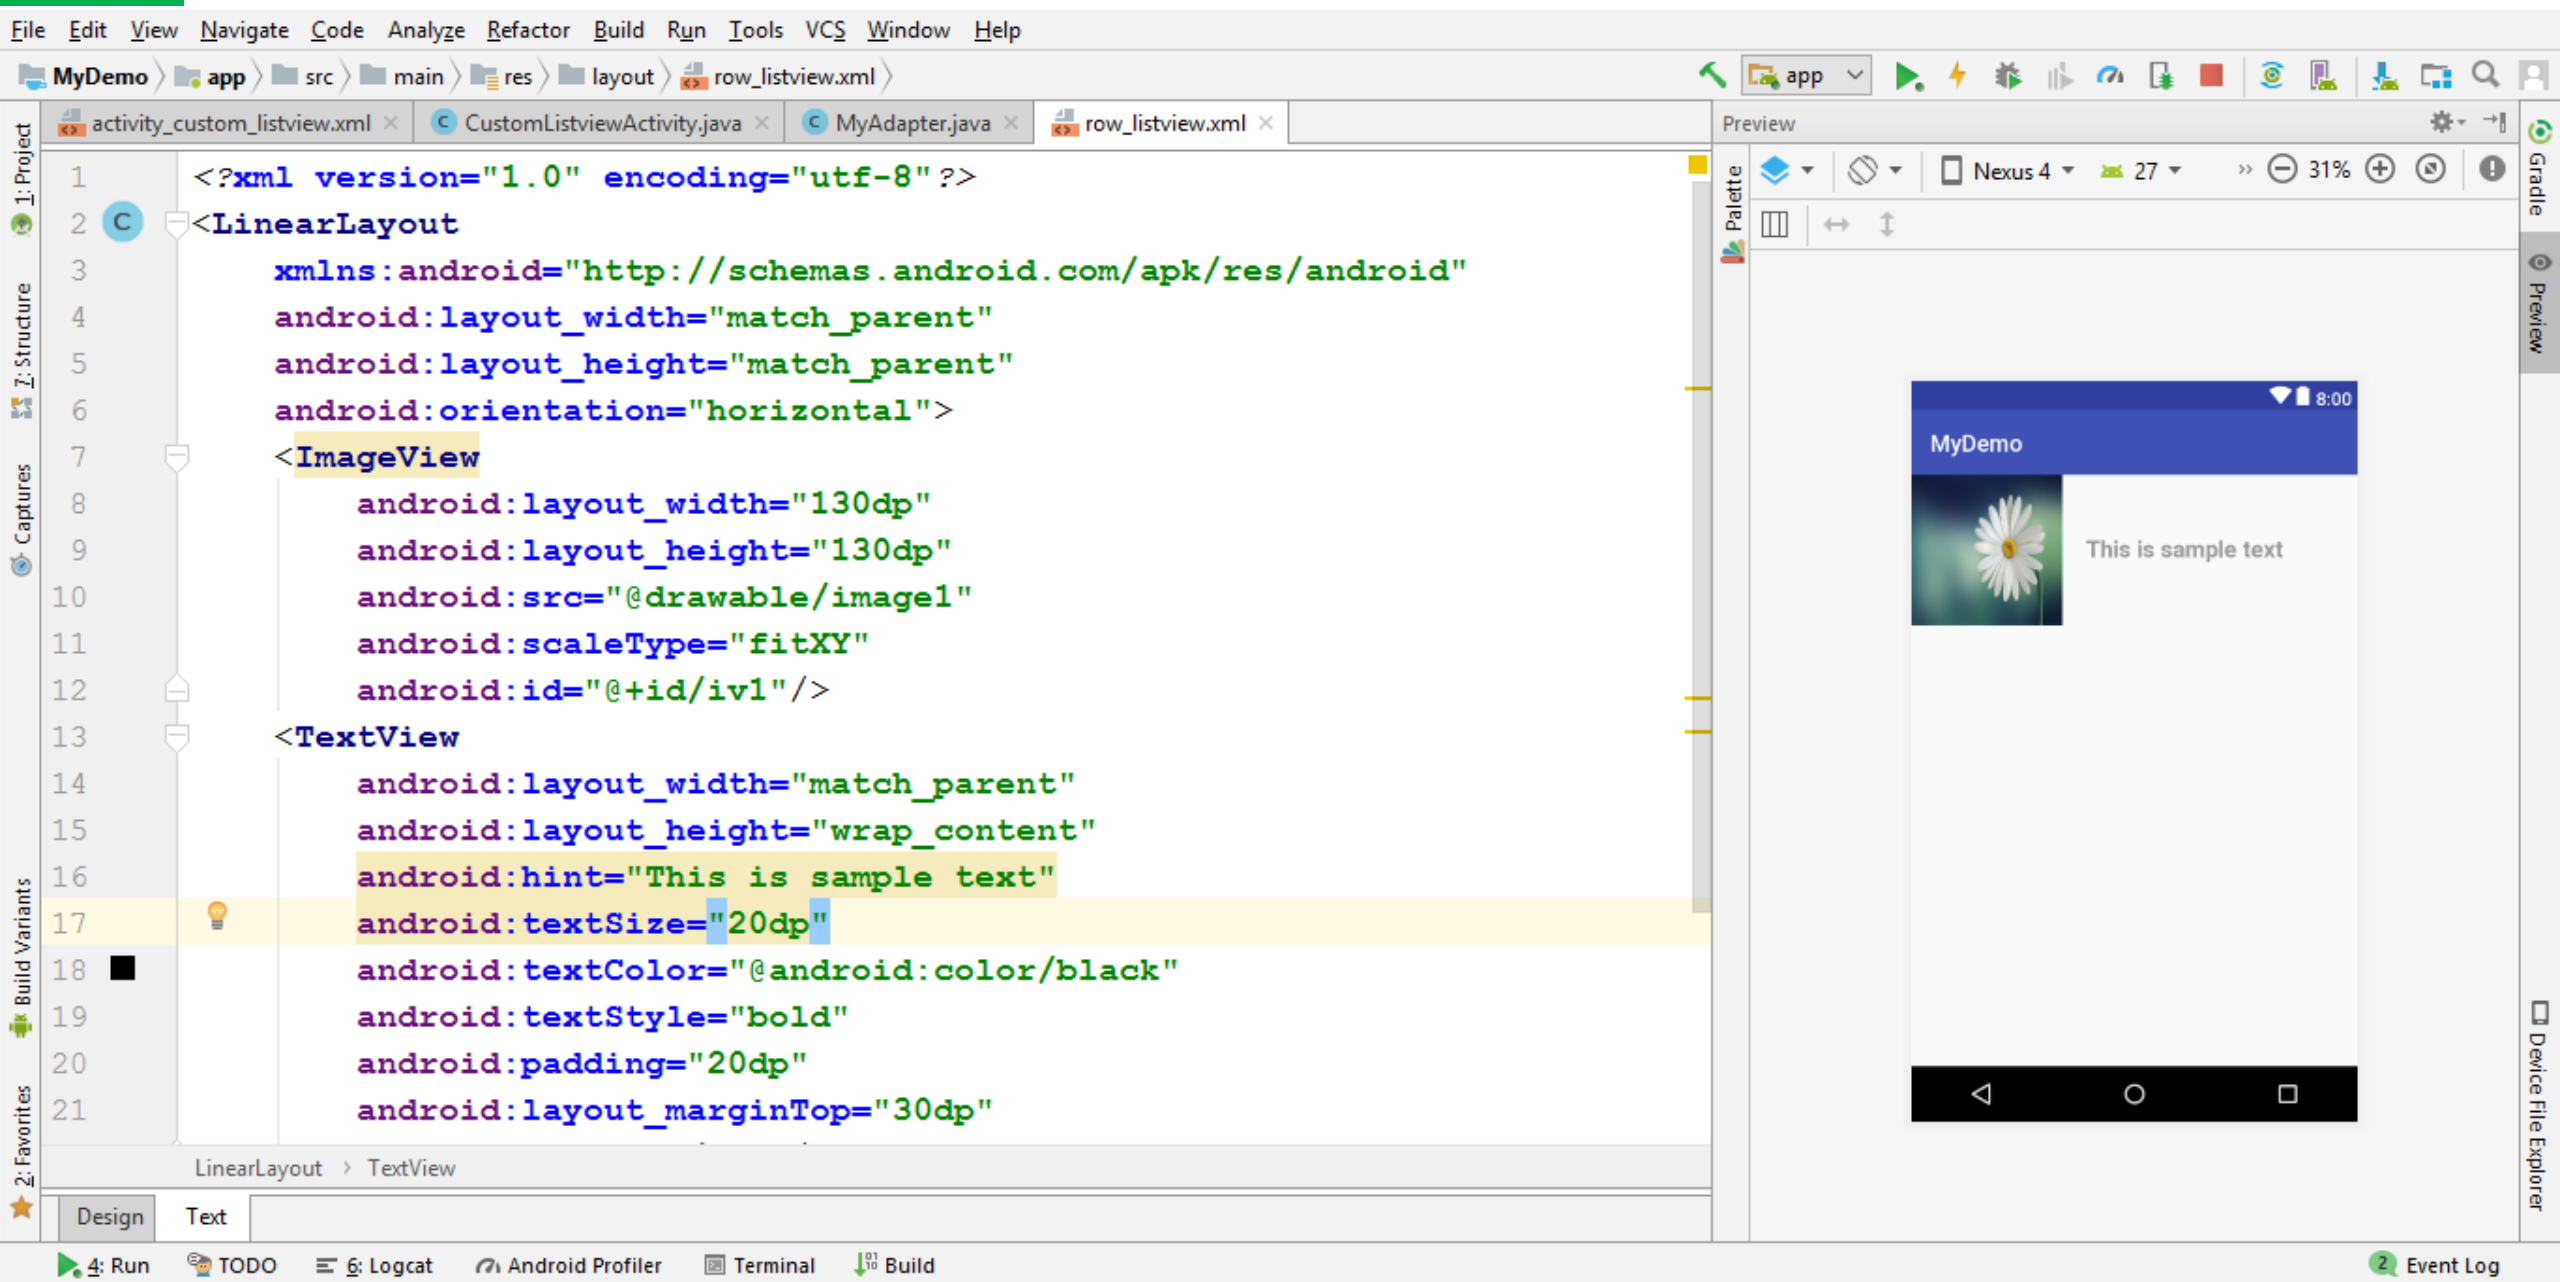 File Edit View Navigate Code Analyze Refactor Build Run Tools VCS Window Help
MyDemo app src main res layout row_listview.xml app
activity_custom_listview.xml CustomListviewActivity.java MyAdapter.java row_listview.xml
Preview
Nexus 4 27 31%
1: Project
7: Structure
Captures
Build Variants
2: Favorites
1 <?xml version="1.0" encoding="utf-8"?>
2 C <LinearLayout
3 xmlns:android="http://schemas.android.com/apk/res/android"
4 android:layout_width="match_parent"
5 android:layout_height="match_parent"
6 android:orientation="horizontal">
7 <ImageView
8 android:layout_width="130dp"
9 android:layout_height="130dp"
10 android:src="@drawable/image1"
11 android:scaleType="fitXY"
12 android:id="@+id/iv1"/>
13 <TextView
14 android:layout_width="match_parent"
15 android:layout_height="wrap_content"
16 android:hint="This is sample text"
17 android:textSize="20dp"
18 android:textColor="@android:color/black"
19 android:textStyle="bold"
20 android:padding="20dp"
21 android:layout_marginTop="30dp"
LinearLayout > TextView
Design Text
Palette
8:00
MyDemo
This is sample text
Gradle
Preview
Device File Explorer
4: Run TODO 6: Logcat Android Profiler Terminal Build 2 Event Log